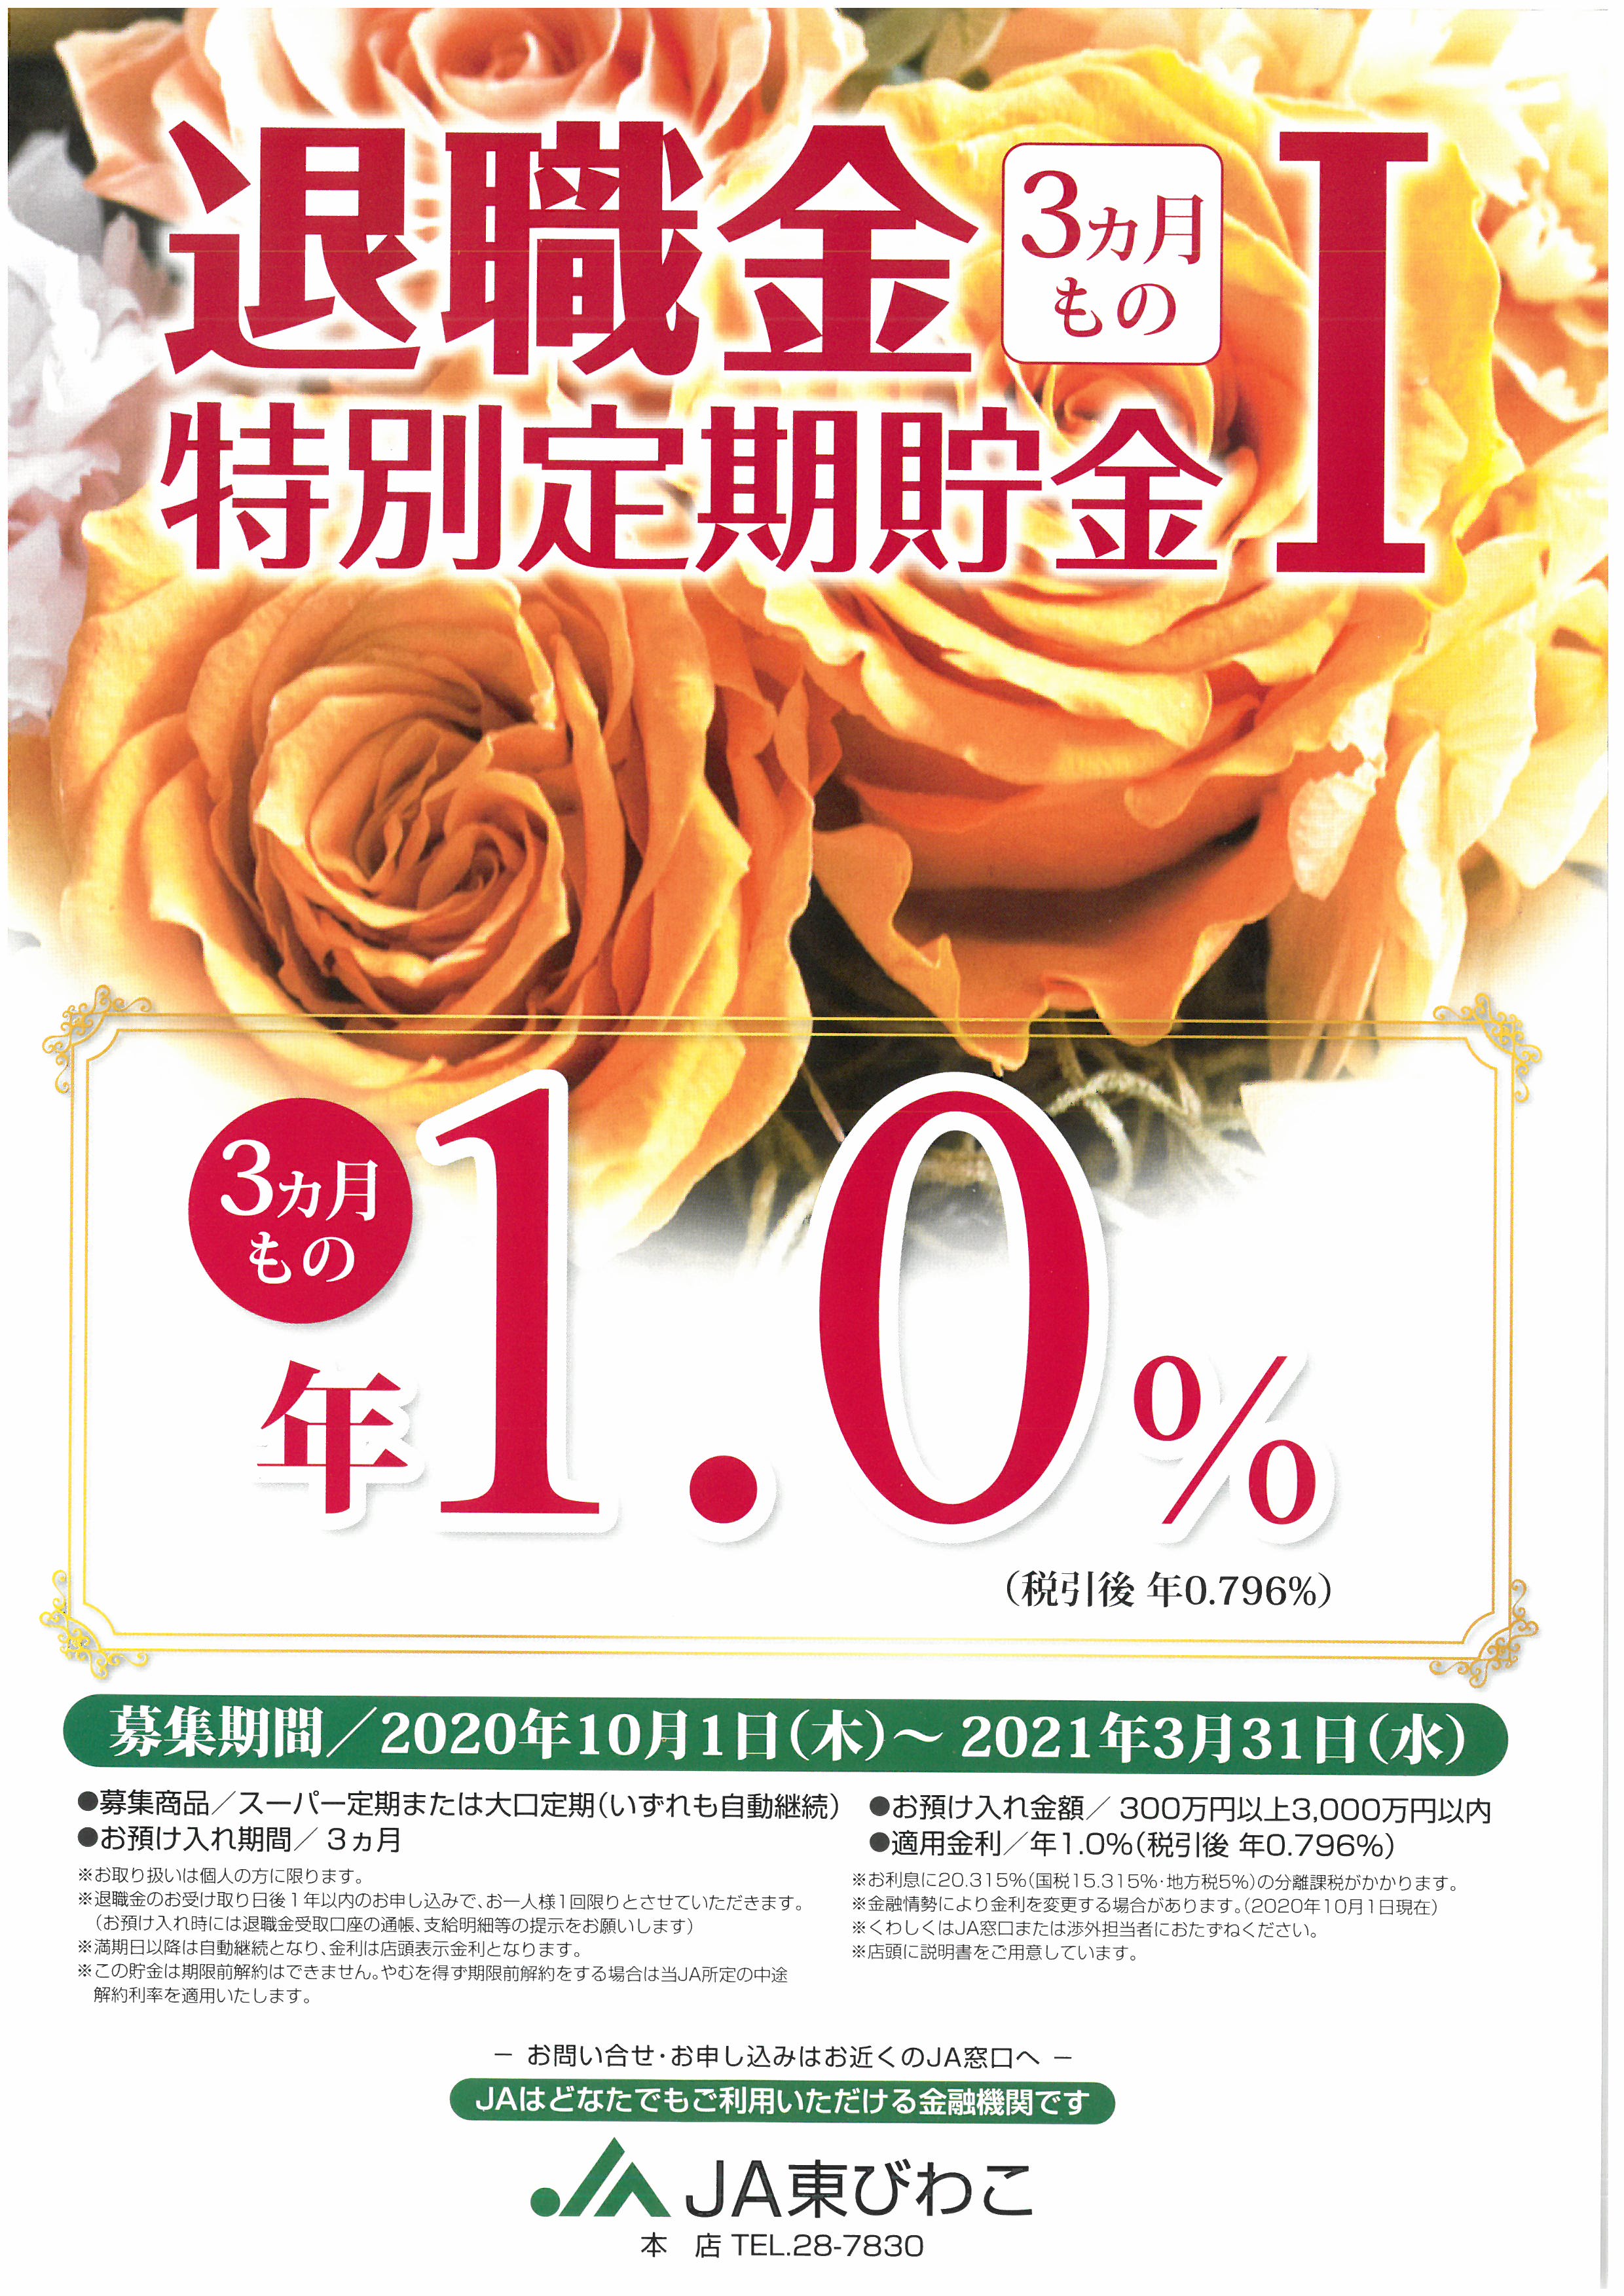 退職金
3カ月
もの
特別定期貯金
I
3カ月
もの
年1.0%
（税引後 年0.796%）
募集期間／2020年10月1日（木）～ 2021年3月31日（水）
●募集商品／スーパー定期または大口定期（いずれも自動継続）
●お預け入れ期間／ 3ヵ月
●お預け入れ金額／ 300万円以上3,000万円以内
●適用金利／年1.0%（税引後 年0.796%）
※お取り扱いは個人の方に限ります。
※退職金のお受け取り日後1年以内のお申し込みで、お一人様1回限りとさせていただきます。
（お預け入れ時には退職金受取口座の通帳、支給明細等の提示をお願いします）
※満期日以降は自動継続となり、金利は店頭表示金利となります。
※この貯金は期限前解約はできません。やむを得ず期限前解約をする場合は当JA所定の中途
解約利率を適用いたします。
※お利息に20.315%（国税15.315%・地方税5%）の分離課税がかかります。
※金融情勢により金利を変更する場合があります。（2020年10月1日現在）
※くわしくはJA窓口または渉外担当者におたずねください。
※店頭に説明書をご用意しています。
－ お問い合せ・お申し込みはお近くのJA窓口へ －
JAはどなたでもご利用いただける金融機関です
JA JA東びわこ
本 店 TEL.28-7830